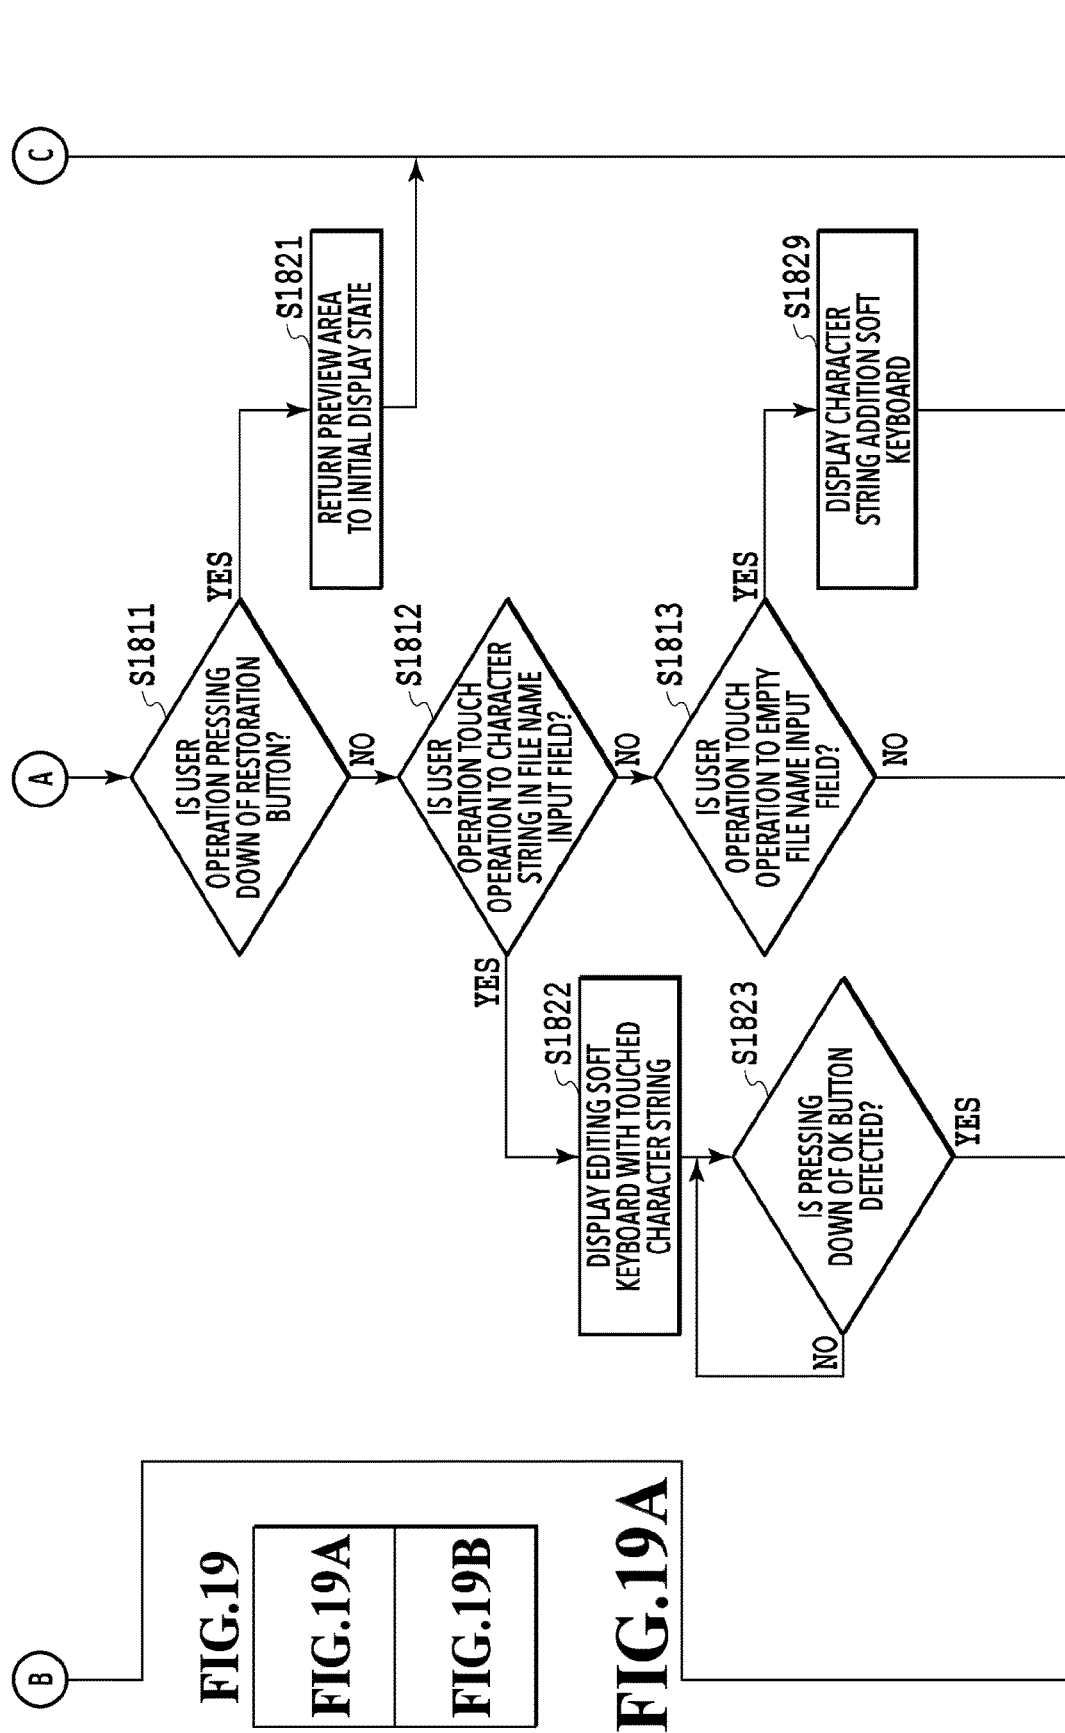 A
B
C
S1811
IS USER
OPERATION PRESSING
DOWN OF RESTORATION
BUTTON?
YES
NO
S1821
RETURN PREVIEW AREA
TO INITIAL DISPLAY STATE
S1812
IS USER
OPERATION TOUCH
OPERATION TO CHARACTER
STRING IN FILE NAME
INPUT FIELD?
YES
NO
S1822
DISPLAY EDITING SOFT
KEYBOARD WITH TOUCHED
CHARACTER STRING
S1823
IS PRESSING
DOWN OF OK BUTTON
DETECTED?
NO
YES
S1813
IS USER
OPERATION TOUCH
OPERATION TO EMPTY
FILE NAME INPUT
FIELD?
YES
NO
S1829
DISPLAY CHARACTER
STRING ADDITION SOFT
KEYBOARD
FIG.19
FIG.19A
FIG.19B
FIG.19A